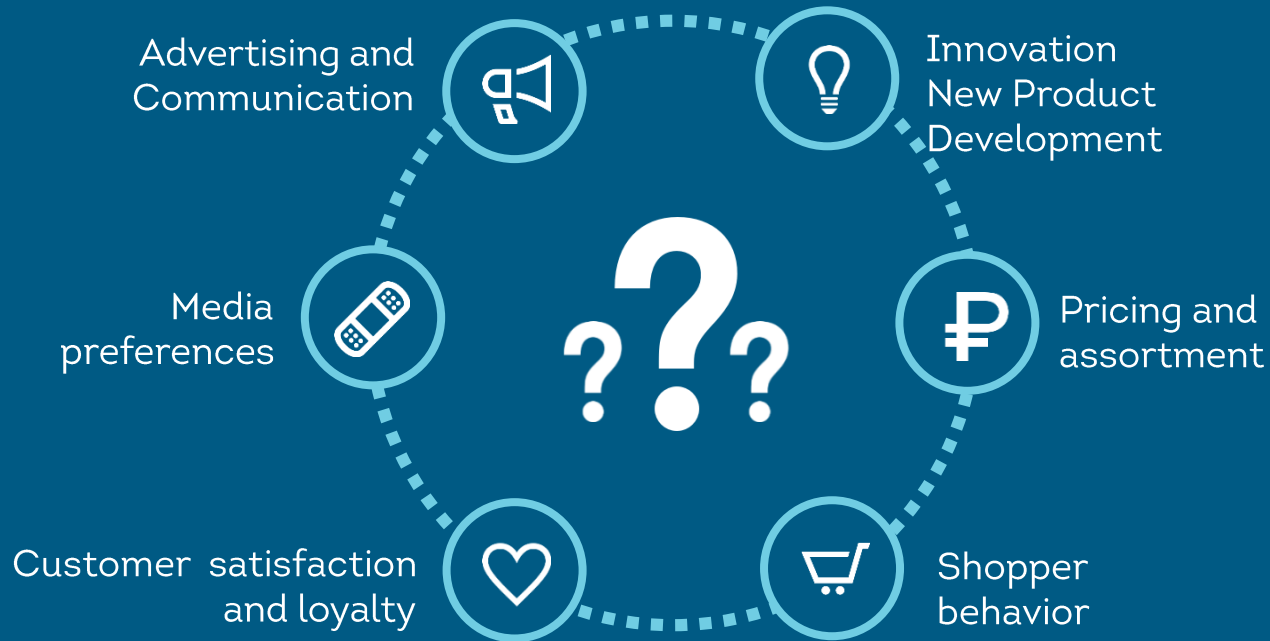 Advertising and
Communication
Innovation
New Product
Development
Media
preferences
???
₽
Pricing and
assortment
Customer satisfaction
and loyalty
Shopper
behavior